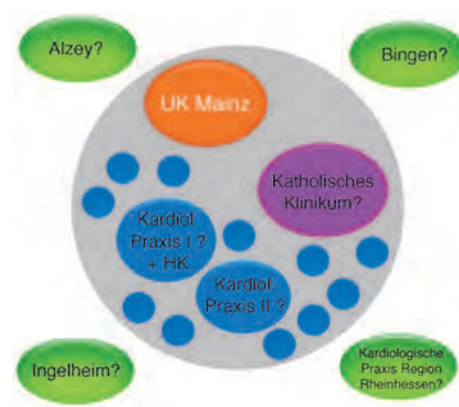 Alzey?
Bingen?
UK Mainz
Katholisches
Klinikum?
Kardiol.
Praxis I ?
+ HK
Kardiol.
Praxis II ?
Ingelheim?
Kardiologische
Praxis Region
Rheinhessen?